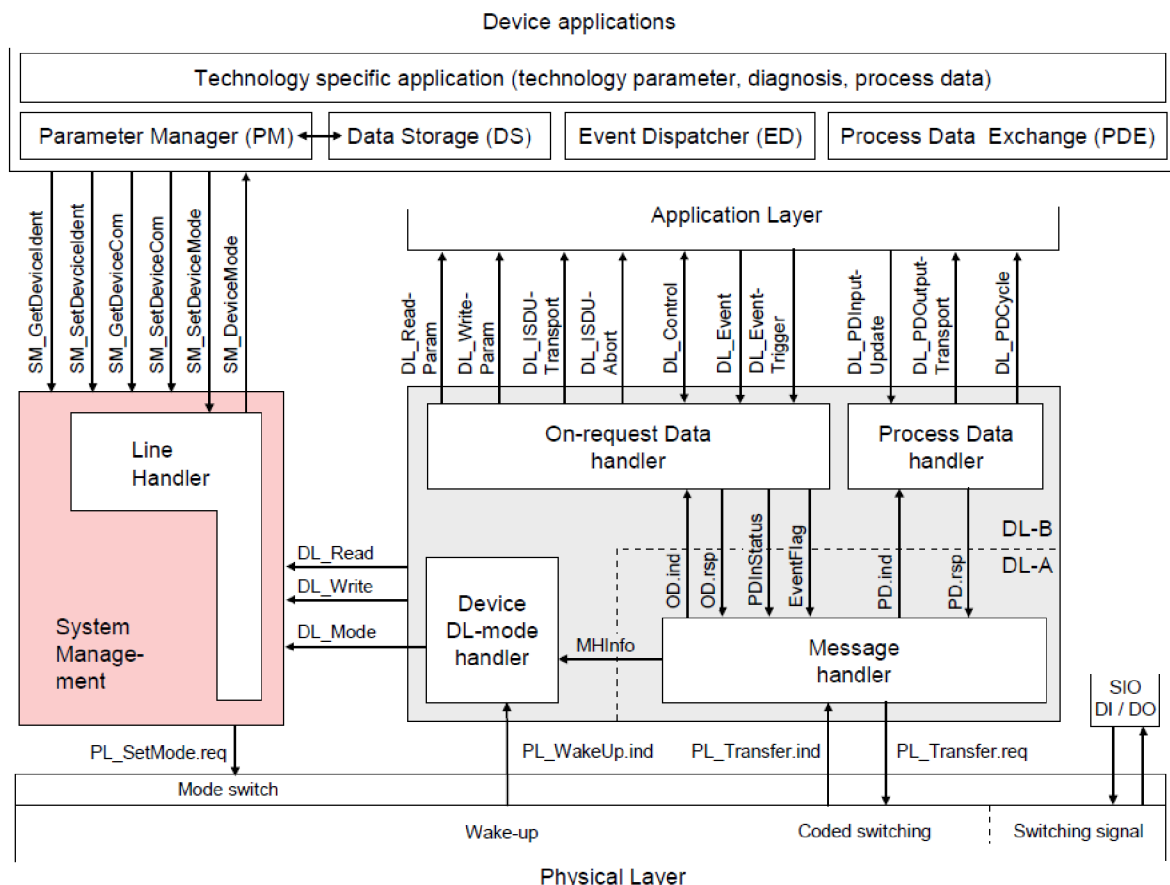 Device applications
Technology specific application (technology parameter, diagnosis, process data)
Parameter Manager (PM)
Data Storage (DS)
Event Dispatcher (ED)
Process Data Exchange (PDE)
SM_GetDeviceIdent
SM_SetDevciceIdent
SM_GetDeviceCom
SM_SetDeviceCom
SM_SetDeviceMode
SM_DeviceMode
Application Layer
DL_Read-
Param
DL_Write-
Param
DL_ISDU-
Transport
DL_ISDU-
Abort
DL_Control
DL_Event
DL_Event-
Trigger
DL_PDInput-
Update
DL_PDOutput-
Transport
DL_PDCycle
Line
Handler
On-request Data
handler
Process Data
handler
DL-B
DL-A
OD.ind
OD.rsp
PDInStatus
EventFlag
PD.ind
PD.rsp
DL_Read
DL_Write
DL_Mode
System
Manage-
ment
Device
DL-mode
handler
MHInfo
Message
handler
SIO
DI / DO
PL_SetMode.req
PL_WakeUp.ind
PL_Transfer.ind
PL_Transfer.req
Mode switch
Wake-up
Coded switching
Switching signal
Physical Layer